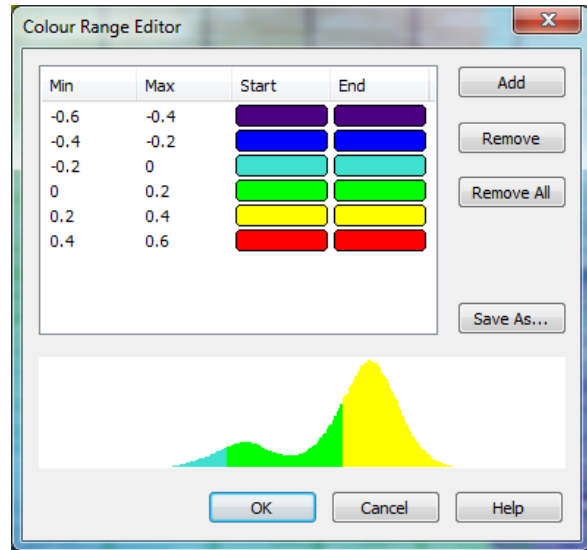 Colour Range Editor
Min Max Start End
-0.6 -0.4
-0.4 -0.2
-0.2 0
0 0.2
0.2 0.4
0.4 0.6
Add
Remove
Remove All
Save As...
OK Cancel Help